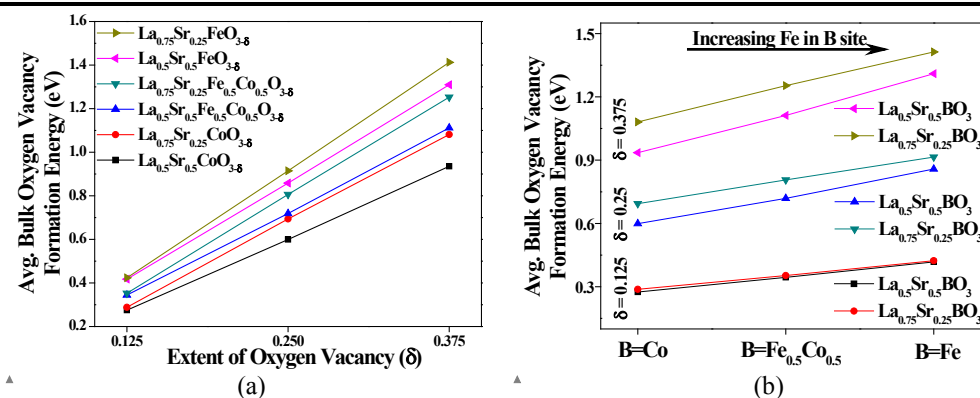 1.6
1.4
1.2
1.0
0.8
0.6
0.4
0.2
Avg. Bulk Oxygen Vacancy
Formation Energy (eV)
La0.75Sr0.25FeO3-δ
La0.5Sr0.5FeO3-δ
La0.75Sr0.25Fe0.5Co0.5O3-δ
La0.5Sr0.5Fe0.5Co0.5O3-δ
La0.75Sr0.25CoO3-δ
La0.5Sr0.5CoO3-δ
0.125 0.250 0.375
Extent of Oxygen Vacancy (δ)
(a)
1.5
1.2
0.9
0.6
0.3
Avg. Bulk Oxygen Vacancy
Formation Energy (eV)
Increasing Fe in B site
δ = 0.375
δ = 0.25
δ = 0.125
La0.5Sr0.5BO3
La0.75Sr0.25BO3
La0.5Sr0.5BO3
La0.75Sr0.25BO3
La0.5Sr0.5BO3
La0.75Sr0.25BO3
B=Co B=Fe0.5Co0.5 B=Fe
(b)